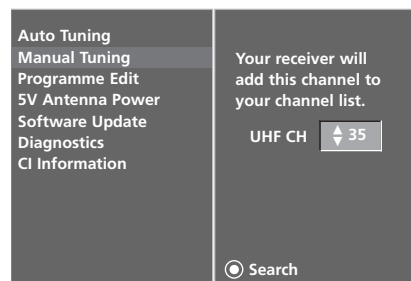 Auto Tuning
Manual Tuning
Programme Edit
5V Antenna Power
Software Update
Diagnostics
CI Information
Your receiver will
add this channel to
your channel list.
UHF CH 35
Search